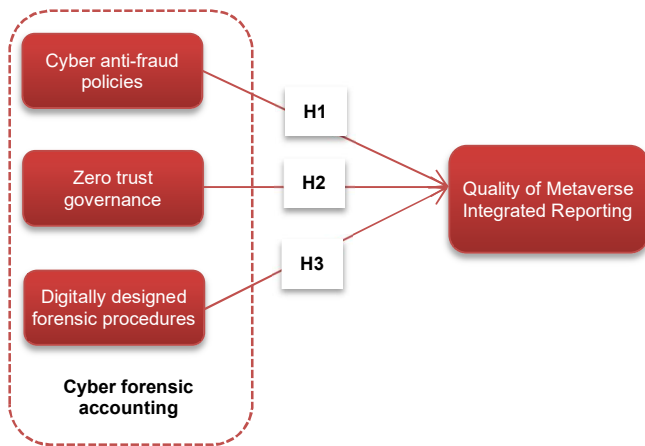 Cyber anti-fraud
policies
H1
Zero trust
governance
H2
Quality of Metaverse
Integrated Reporting
H3
Digitally designed
forensic procedures
Cyber forensic
accounting